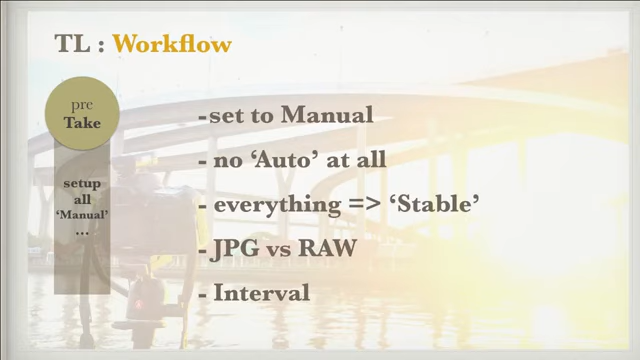 TL : Workflow
pre
Take
setup
all
‘Manual’
...
-set to Manual
- no ‘Auto’ at all
- everything => ‘Stable’
-JPG vs RAW
- Interval